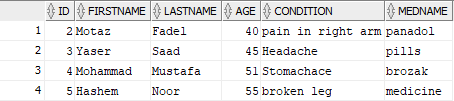 ID FIRSTNAME LASTNAME AGE CONDITION MEDNAME
1 2 Motaz Fadel 40 pain in right arm panadol
2 3 Yaser Saad 45 Headache pills
3 4 Mohammad Mustafa 51 Stomachace brozak
4 5 Hashem Noor 55 broken leg medicine